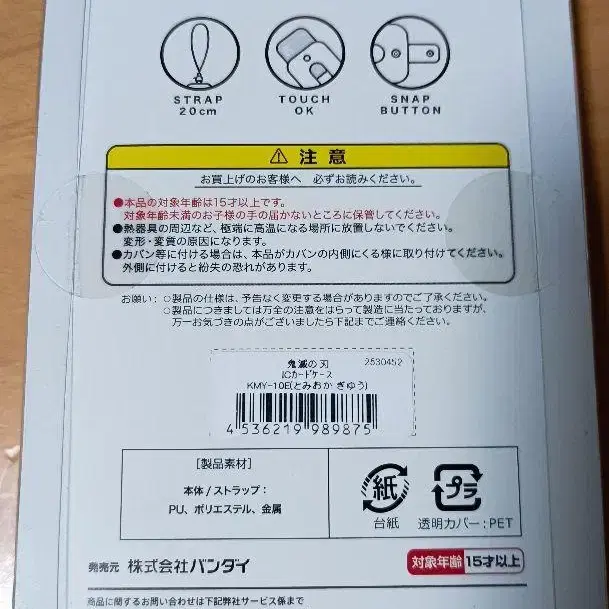 STRAP
20cm
TOUCH
OK
SNAP
BUTTON
⚠ 注意
お買上げのお客様へ 必ずお読みください。
●本品の対象年齢は15才以上です。
対象年齢未満のお子様の手の届かないところに保管してください。
●熱器具の周辺など、極端に高温になる場所に放置しないでください。
変形・変質の原因になります。
●カバン等に付ける場合は、本品がカバンの内側にくる様に取り付けてください。
外側に付けると紛失の恐れがあります。
お願い:○製品の仕様は、予告なく変更する場合がありますのでご了承ください。
○製品につきましては万全の注意をはらって製造に当たっておりますが、
万一お気づきの点がございましたら下記までご連絡ください。
鬼滅の刃 2530452
ICカードケース
KMY-10E(とみおか ぎゆう)
4 536219 989875
[製品素材]
本体/ストラップ:
PU、ポリエステル、金属
紙
台紙
プラ
透明カバー:PET
発売元 株式会社バンダイ
対象年齢 15才以上
商品に関するお問い合わせは下記弊社サービス係まで